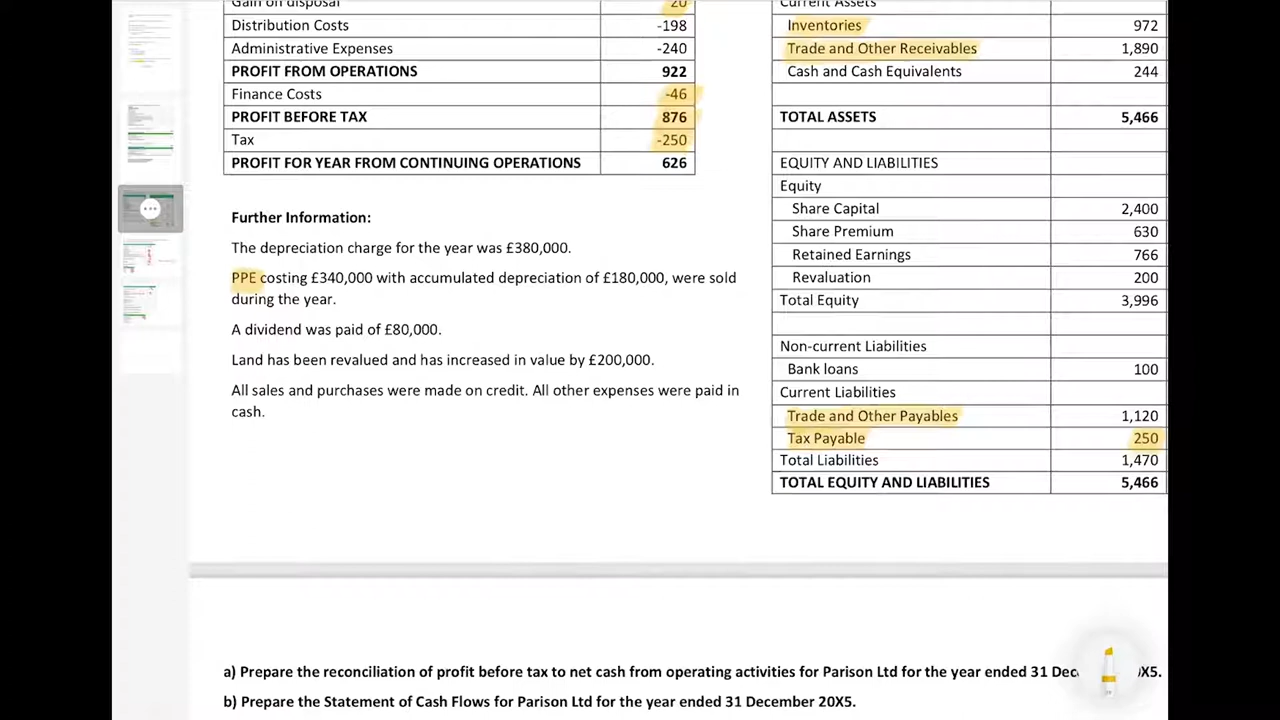 Gain on disposal 20
Distribution Costs -198
Administrative Expenses -240
PROFIT FROM OPERATIONS 922
Finance Costs -46
PROFIT BEFORE TAX 876
Tax -250
PROFIT FOR YEAR FROM CONTINUING OPERATIONS 626
Further Information:
The depreciation charge for the year was £380,000.
PPE costing £340,000 with accumulated depreciation of £180,000, were sold
during the year.
A dividend was paid of £80,000.
Land has been revalued and has increased in value by £200,000.
All sales and purchases were made on credit. All other expenses were paid in
cash.
Current Assets
Inventories 972
Trade and Other Receivables 1,890
Cash and Cash Equivalents 244
TOTAL ASSETS 5,466
EQUITY AND LIABILITIES
Equity
Share Capital 2,400
Share Premium 630
Retained Earnings 766
Revaluation 200
Total Equity 3,996
Non-current Liabilities
Bank loans 100
Current Liabilities
Trade and Other Payables 1,120
Tax Payable 250
Total Liabilities 1,470
TOTAL EQUITY AND LIABILITIES 5,466
a) Prepare the reconciliation of profit before tax to net cash from operating activities for Parison Ltd for the year ended 31 Dec X5.
b) Prepare the Statement of Cash Flows for Parison Ltd for the year ended 31 December 20X5.